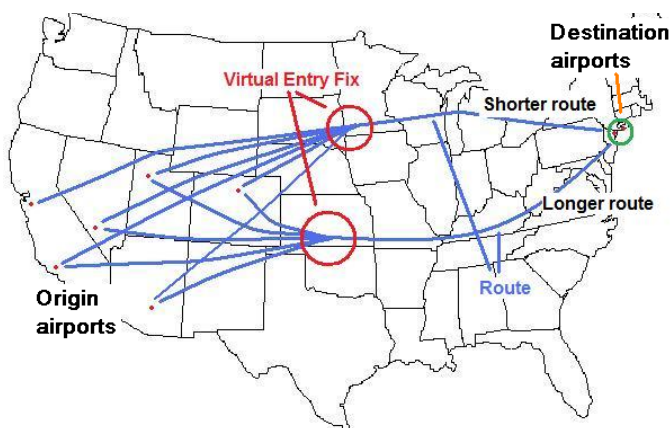 Destination
airports
Virtual Entry Fix
Shorter route
Longer route
Route
Origin
airports